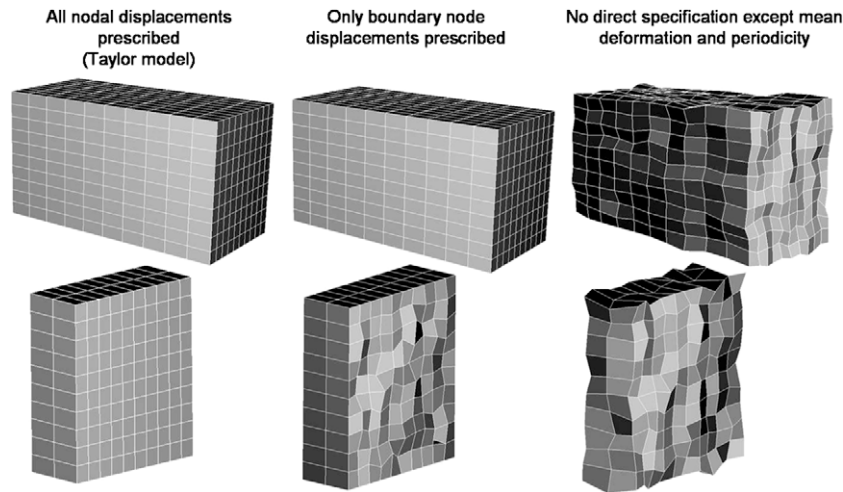 All nodal displacements
prescribed
(Taylor model)
Only boundary node
displacements prescribed
No direct specification except mean
deformation and periodicity